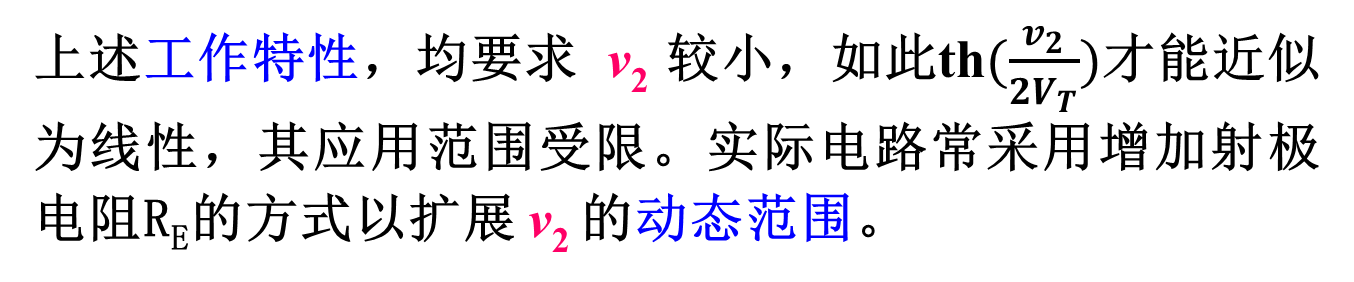 上述工作特性，均要求 v₂ 较小，如此th(v₂/2V_T)才能近似
为线性，其应用范围受限。实际电路常采用增加射极
电阻R_E的方式以扩展 v₂ 的动态范围。